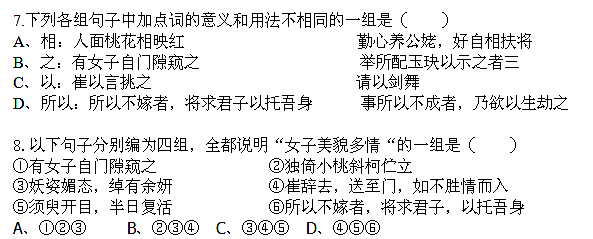 7.下列各组句子中加点词的意义和用法不相同的一组是（　　）
A、相：人面桃花相映红　　勤心养公姥，好自相扶将
B、之：有女子自门隙窥之　　举所配玉玦以示之者三
C、以：崔以言挑之　　请以剑舞
D、所以：所以不嫁者，将求君子以托吾身　　事所以不成者，乃欲以生劫之
8.以下句子分别编为四组，全都说明“女子美貌多情“的一组是（　　）
①有女子自门隙窥之　　②独倚小桃斜柯伫立
③妖姿媚态，绰有余妍　　④崔辞去，送至门，如不胜情而入
⑤须臾开目，半日复活　　⑥所以不嫁者，将求君子，以托吾身
A、①②③　　B、②③④　C、③④⑤　D、④⑤⑥